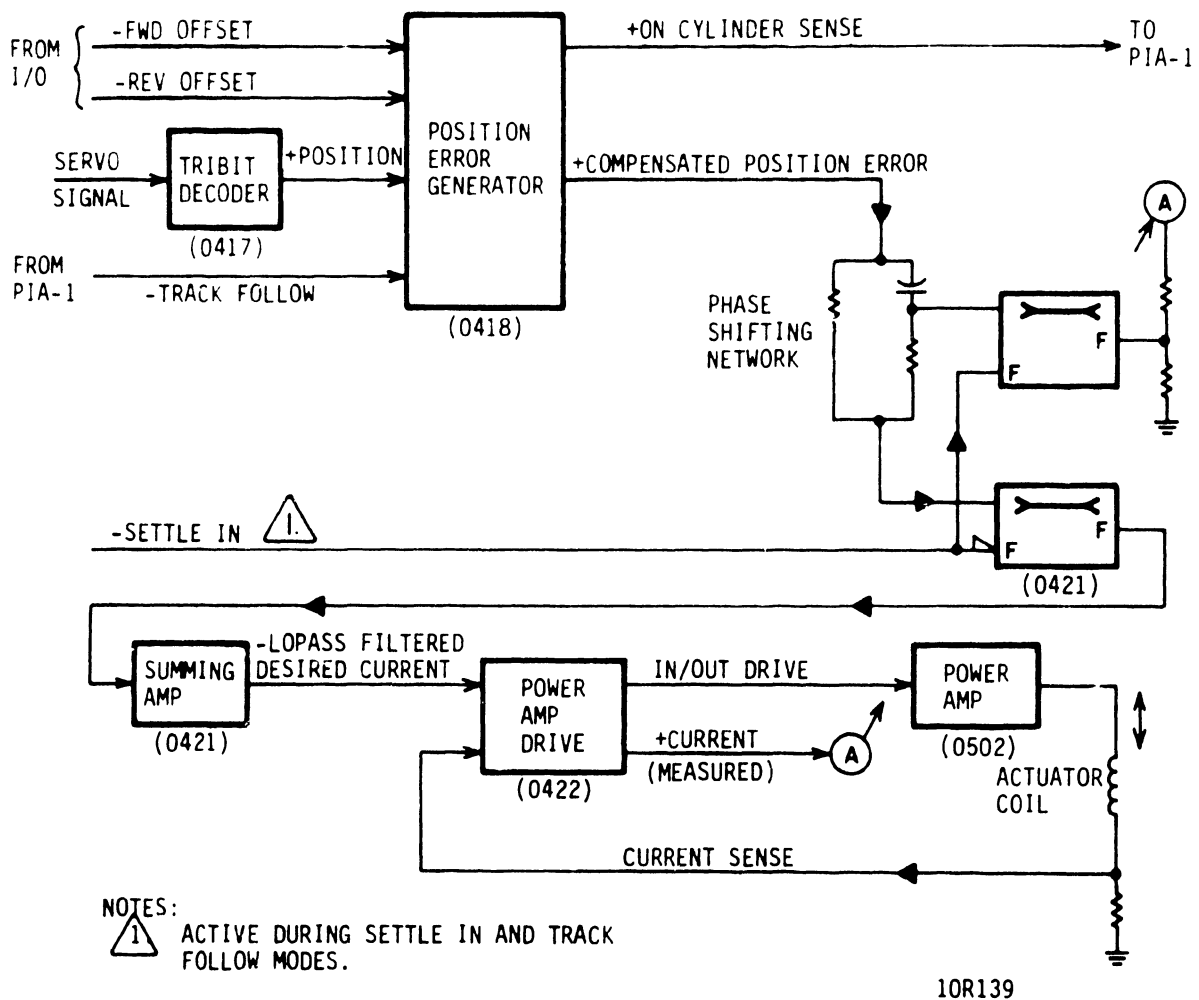 FROM
I/O
-FWD OFFSET
-REV OFFSET
+ON CYLINDER SENSE
TO
PIA-1
SERVO
SIGNAL
TRIBIT
DECODER
(0417)
+POSITION
POSITION
ERROR
GENERATOR
(0418)
+COMPENSATED POSITION ERROR
A
FROM
PIA-1
-TRACK FOLLOW
PHASE
SHIFTING
NETWORK
F
F
-SETTLE IN
1.
F
F
(0421)
SUMMING
AMP
(0421)
-LOPASS FILTERED
DESIRED CURRENT
POWER
AMP
DRIVE
(0422)
IN/OUT DRIVE
+CURRENT
(MEASURED)
A
POWER
AMP
(0502)
ACTUATOR
COIL
CURRENT SENSE
NOTES:
1 ACTIVE DURING SETTLE IN AND TRACK
FOLLOW MODES.
10R139